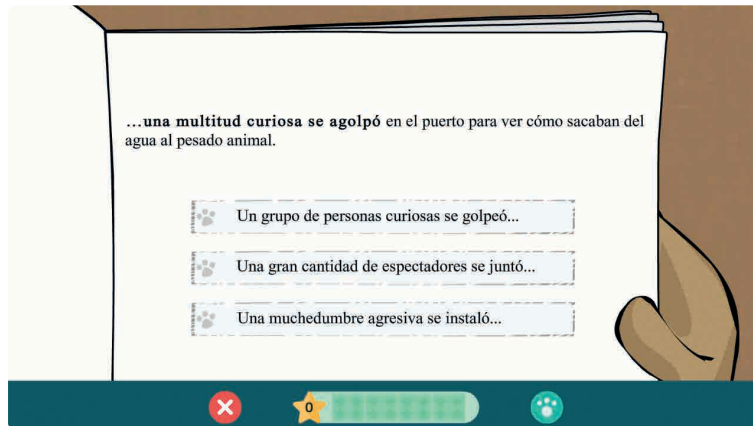 ...una multitud curiosa se agolpó en el puerto para ver cómo sacaban del
agua al pesado animal.
Un grupo de personas curiosas se golpeó...
Una gran cantidad de espectadores se juntó...
Una muchedumbre agresiva se instaló...
0